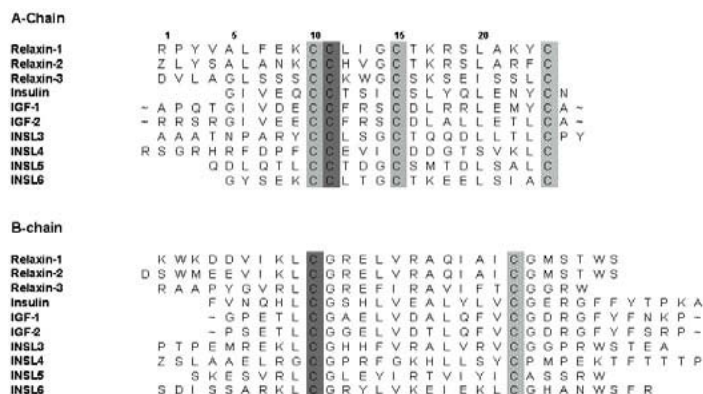 A-Chain
1 5 10 15 20
Relaxin-1 R P Y V A L F E K C C L I G C T K R S L A K Y C
Relaxin-2 Z L Y S A L A N K C C H V G C T K R S L A R F C
Relaxin-3 D V L A G L S S S C C K W G C S K S E I S S L C
Insulin G I V E Q C C T S I C S L Y Q L E N Y C N
IGF-1 ~ A P Q T G I V D E C C F R S C D L R R L E M Y C A ~
IGF-2 ~ R R S R G I V E E C C F R S C D L A L L E T L C A ~
INSL3 A A A T N P A R Y C C L S G C T Q Q D L L T L C P Y
INSL4 R S G R H R F D P F C C E V I C D D G T S V K L C
INSL5 Q D L Q T L C C T D G C S M T D L S A L C
INSL6 G Y S E K C C L T G C T K E E L S I A C
B-chain
Relaxin-1 K W K D D V I K L C G R E L V R A Q I A I C G M S T W S
Relaxin-2 D S W M E E V I K L C G R E L V R A Q I A I C G M S T W S
Relaxin-3 R A A P Y G V R L C G R E F I R A V I F T C G G R W
Insulin F V N Q H L C G S H L V E A L Y L V C G E R G F F Y T P K A
IGF-1 ~ G P E T L C G A E L V D A L Q F V C G D R G F Y F N K P ~
IGF-2 ~ P S E T L C G G E L V D T L Q F V C G D R G F Y F S R P ~
INSL3 P T P E M R E K L C G H H F V R A L V R V C G G P R W S T E A
INSL4 Z S L A A E L R G C G P R F G K H L L S Y C P M P E K T F T T T P
INSL5 S K E S V R L C G L E Y I R T V I Y I C A S S R W
INSL6 S D I S S A R K L C G R Y L V K E I E K L C G H A N W S F R